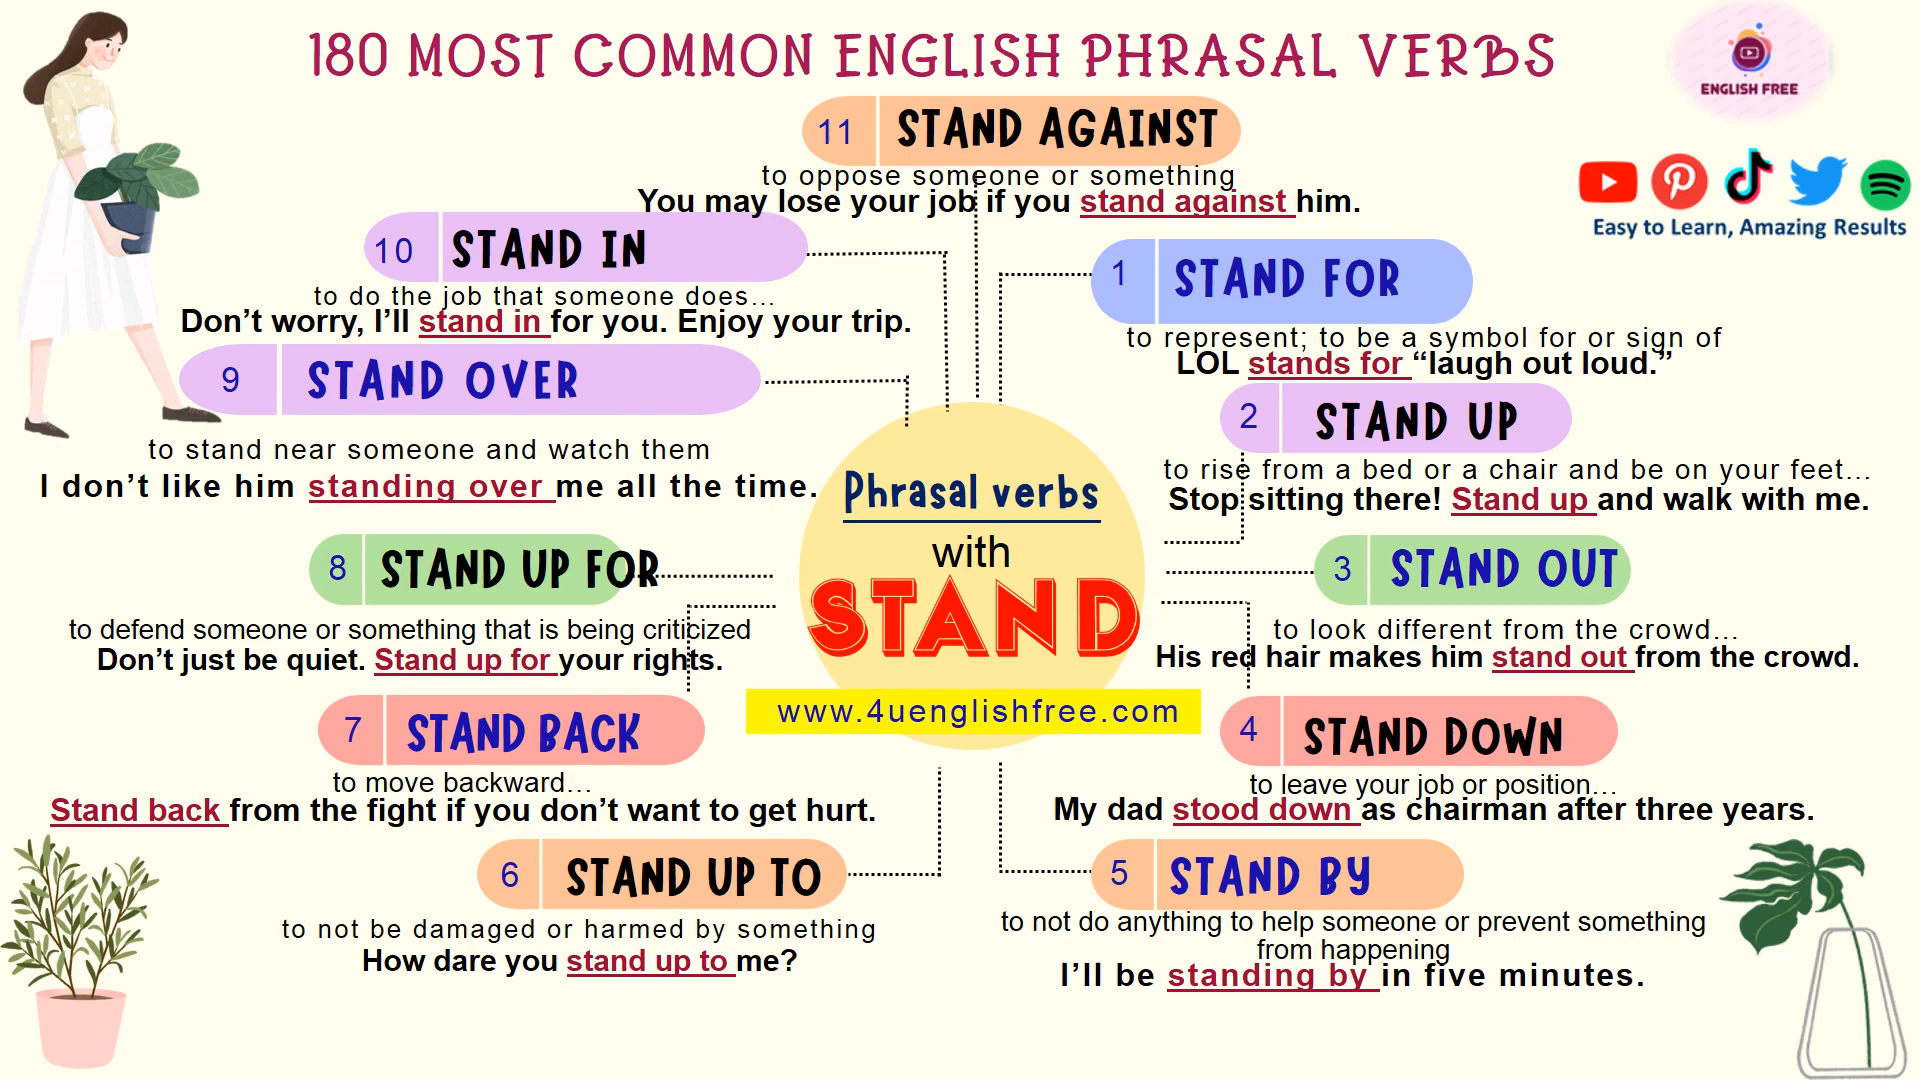 180 MOST COMMON ENGLISH PHRASAL VERBS
ENGLISH FREE
Easy to Learn, Amazing Results
11 STAND AGAINST
to oppose someone or something
You may lose your job if you stand against him.
10 STAND IN
to do the job that someone does...
Don’t worry, I’ll stand in for you. Enjoy your trip.
9 STAND OVER
to stand near someone and watch them
I don’t like him standing over me all the time.
8 STAND UP FOR
to defend someone or something that is being criticized
Don’t just be quiet. Stand up for your rights.
7 STAND BACK
to move backward...
Stand back from the fight if you don’t want to get hurt.
6 STAND UP TO
to not be damaged or harmed by something
How dare you stand up to me?
Phrasal verbs
with
STAND
www.4uenglishfree.com
1 STAND FOR
to represent; to be a symbol for or sign of
LOL stands for “laugh out loud.”
2 STAND UP
to rise from a bed or a chair and be on your feet...
Stop sitting there! Stand up and walk with me.
3 STAND OUT
to look different from the crowd...
His red hair makes him stand out from the crowd.
4 STAND DOWN
to leave your job or position...
My dad stood down as chairman after three years.
5 STAND BY
to not do anything to help someone or prevent something
from happening
I’ll be standing by in five minutes.